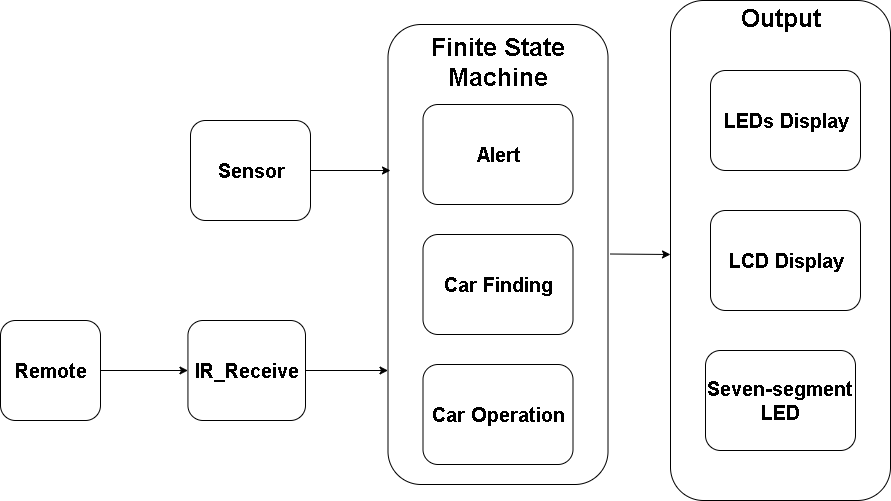 Output
Finite State
Machine
LEDs Display
Alert
Sensor
LCD Display
Car Finding
Remote
IR_Receive
Seven-segment
LED
Car Operation